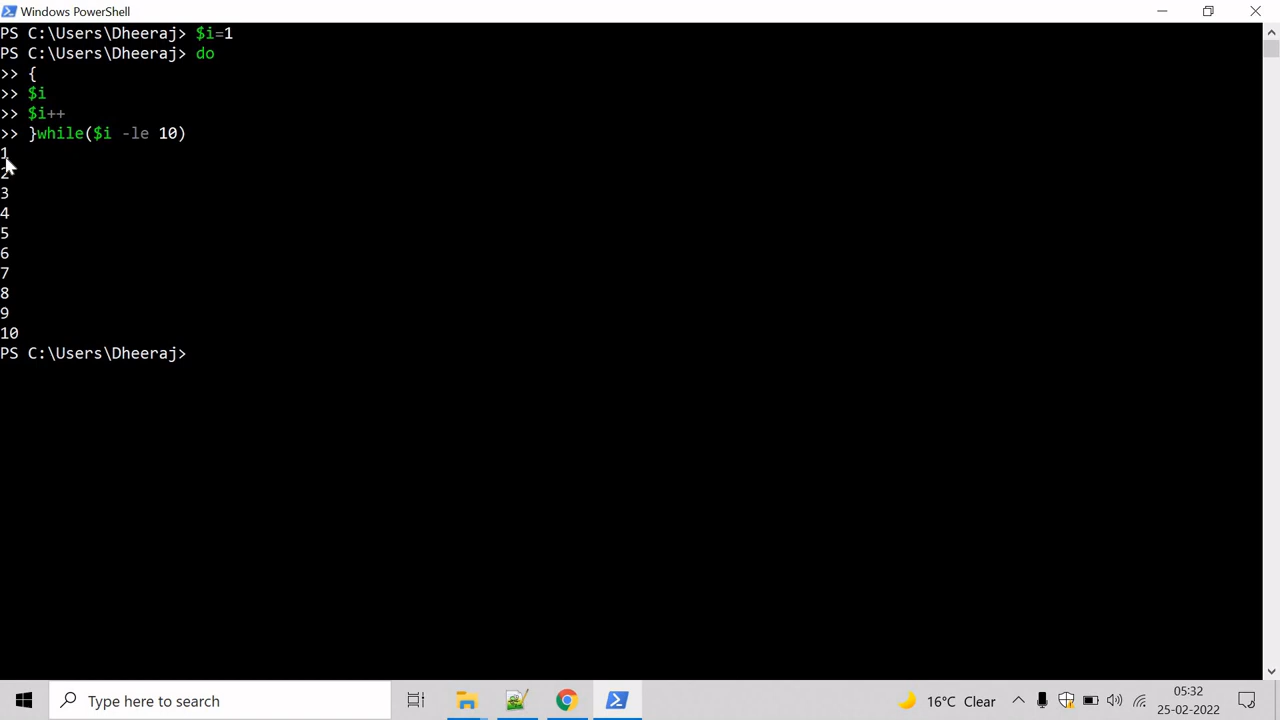 Windows PowerShell
PS C:\Users\Dheeraj> $i=1
PS C:\Users\Dheeraj> do
>> {
>> $i
>> $i++
>> }while($i -le 10)
1
2
3
4
5
6
7
8
9
10
PS C:\Users\Dheeraj>
Type here to search
16°C Clear
05:32
25-02-2022